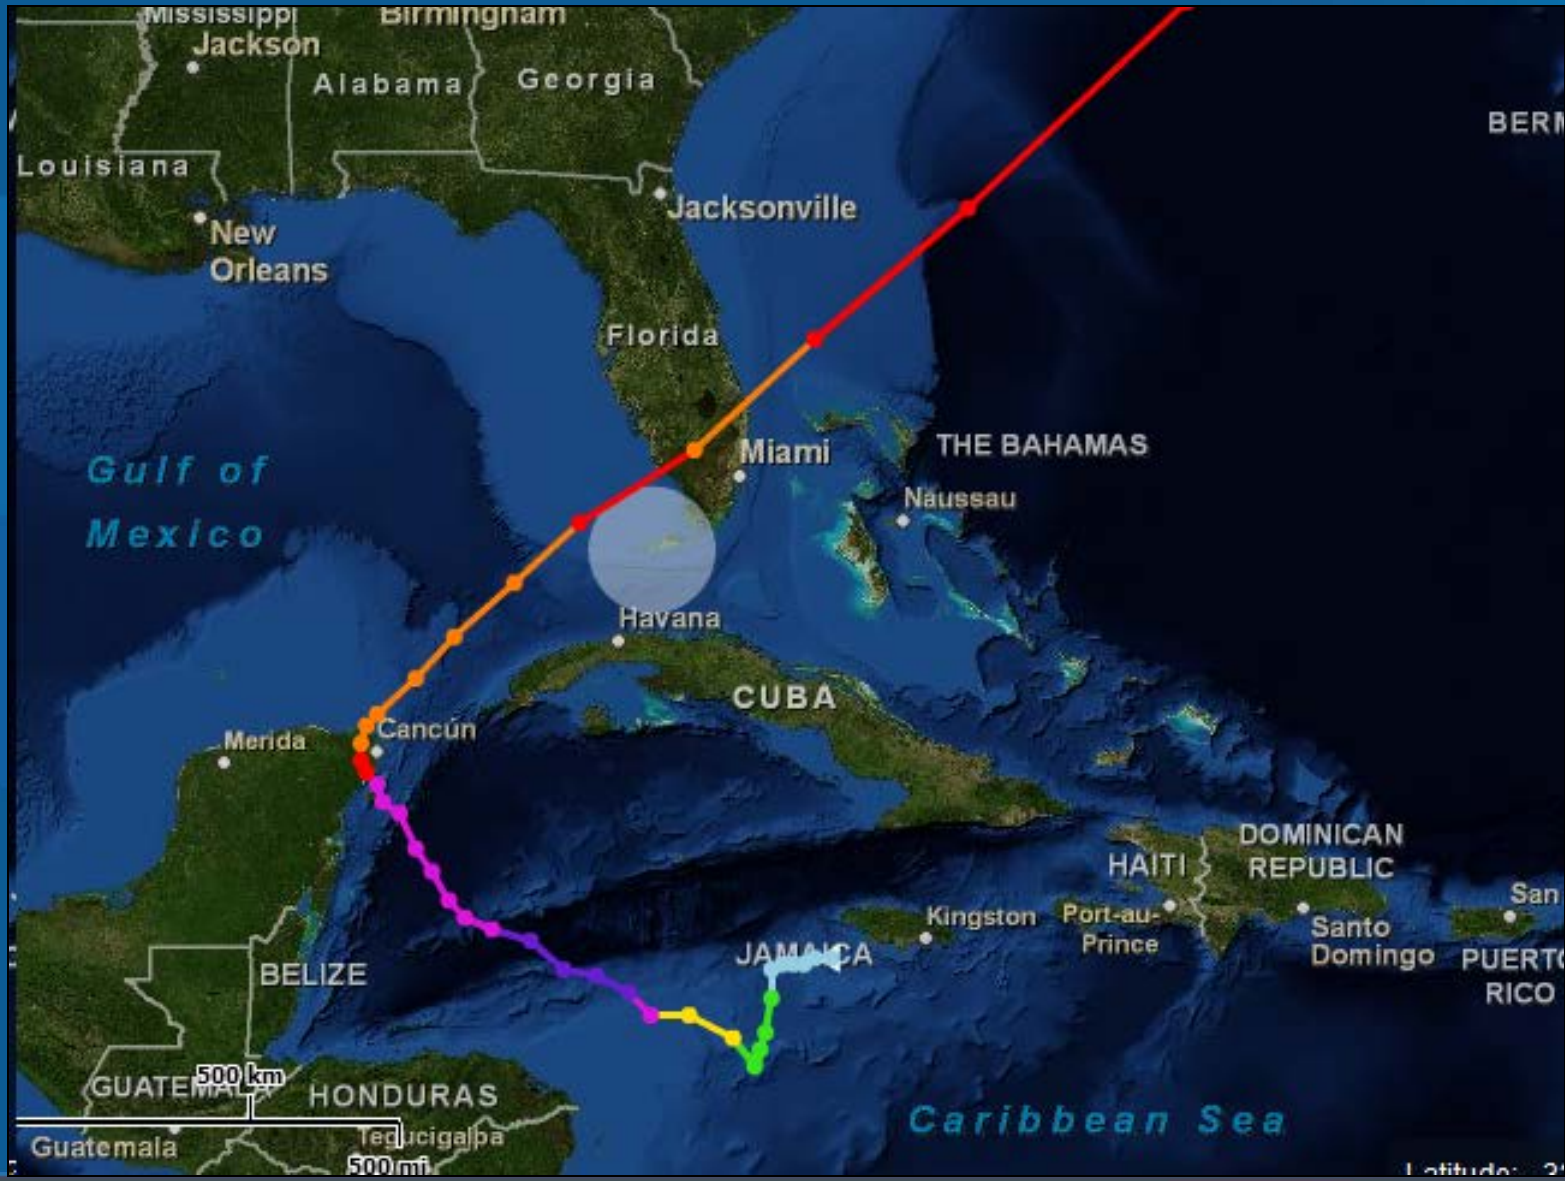 Mississippi
Birmingham
Jackson
Alabama
Georgia
BERM
Louisiana
Jacksonville
New
Orleans
Florida
Gulf of
Mexico
Miami
THE BAHAMAS
Naussau
Havana
CUBA
Merida
Cancún
DOMINICAN
REPUBLIC
HAITI
Kingston
Port-au-
Prince
San
Santo
Domingo
JAMAICA
PUERTO
RICO
BELIZE
500 km
GUATEMALA
HONDURAS
Caribbean Sea
Guatemala
Tegucigalpa
500 mi
Latitude: